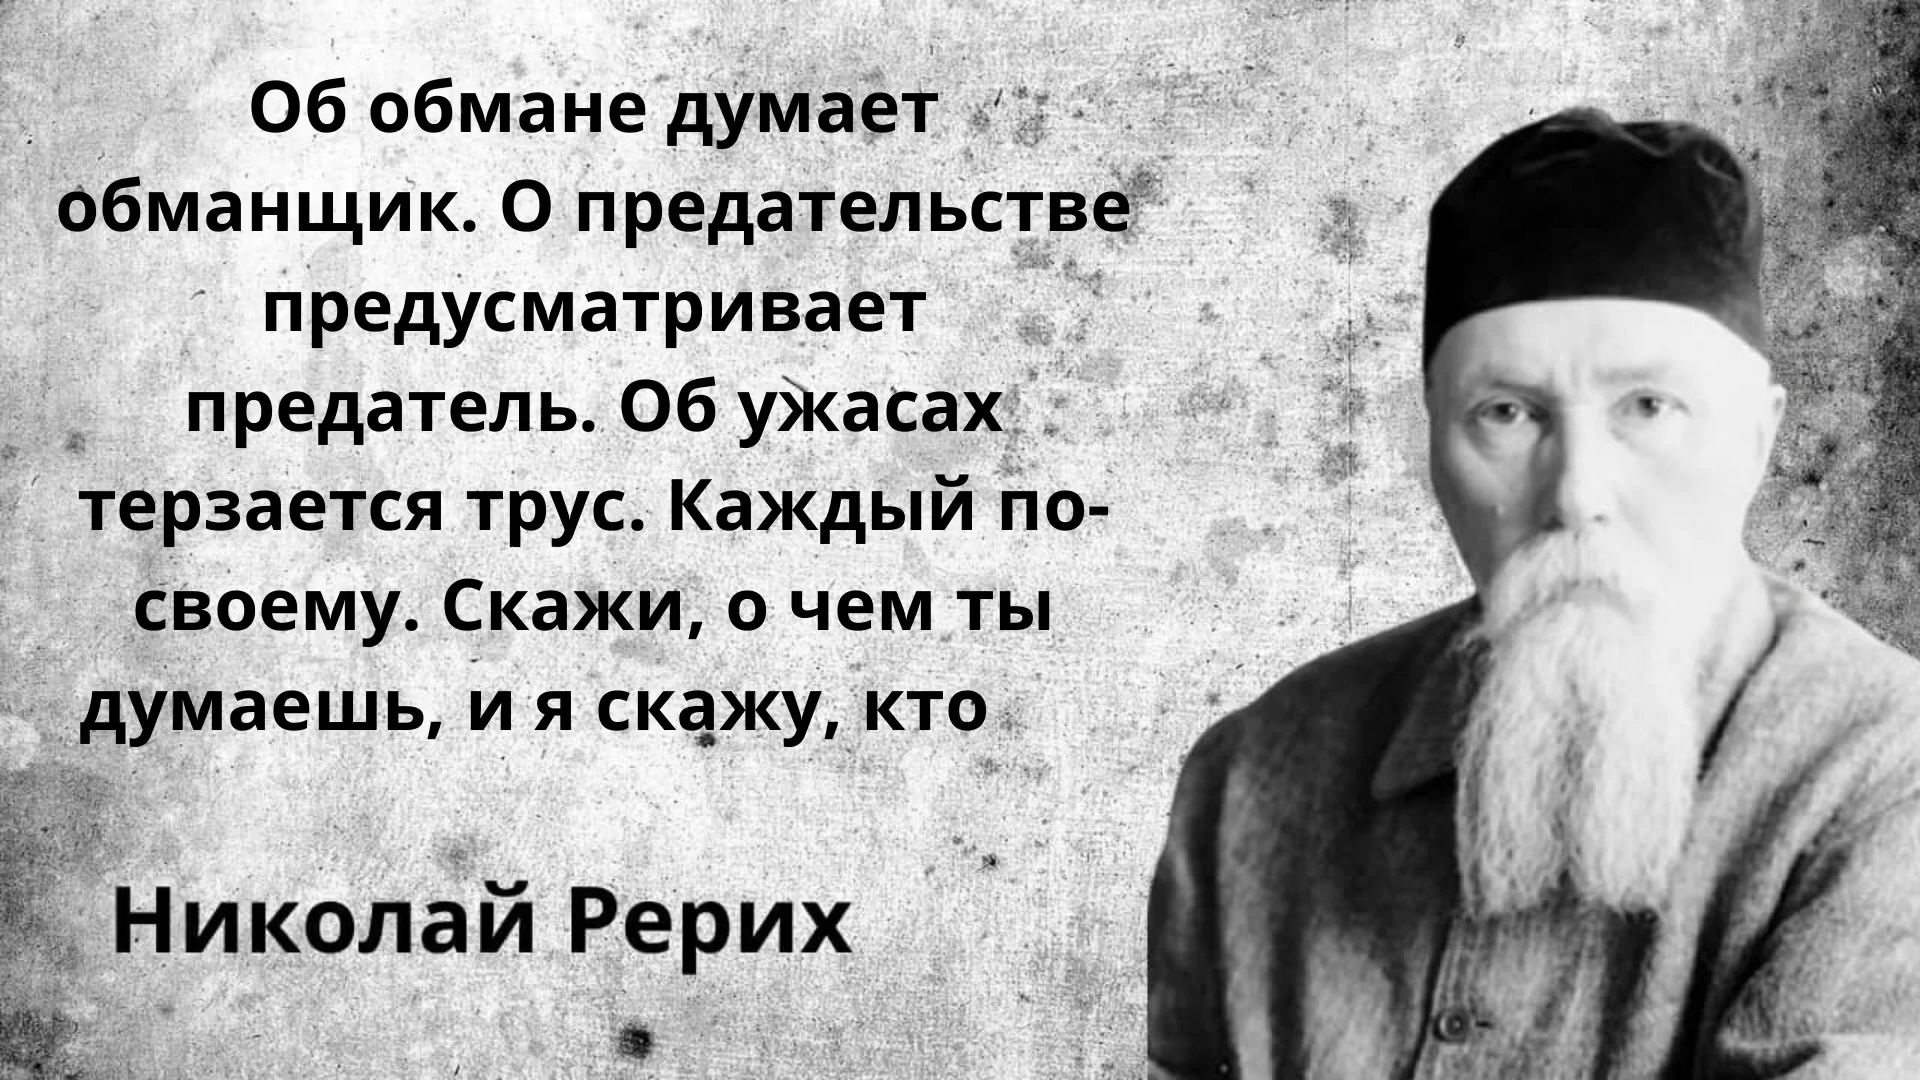 Об обмане думает
обманщик. О предательстве
предусматривает
предатель. Об ужасах
терзается трус. Каждый по-
своему. Скажи, о чем ты
думаешь, и я скажу, кто
Николай Рерих